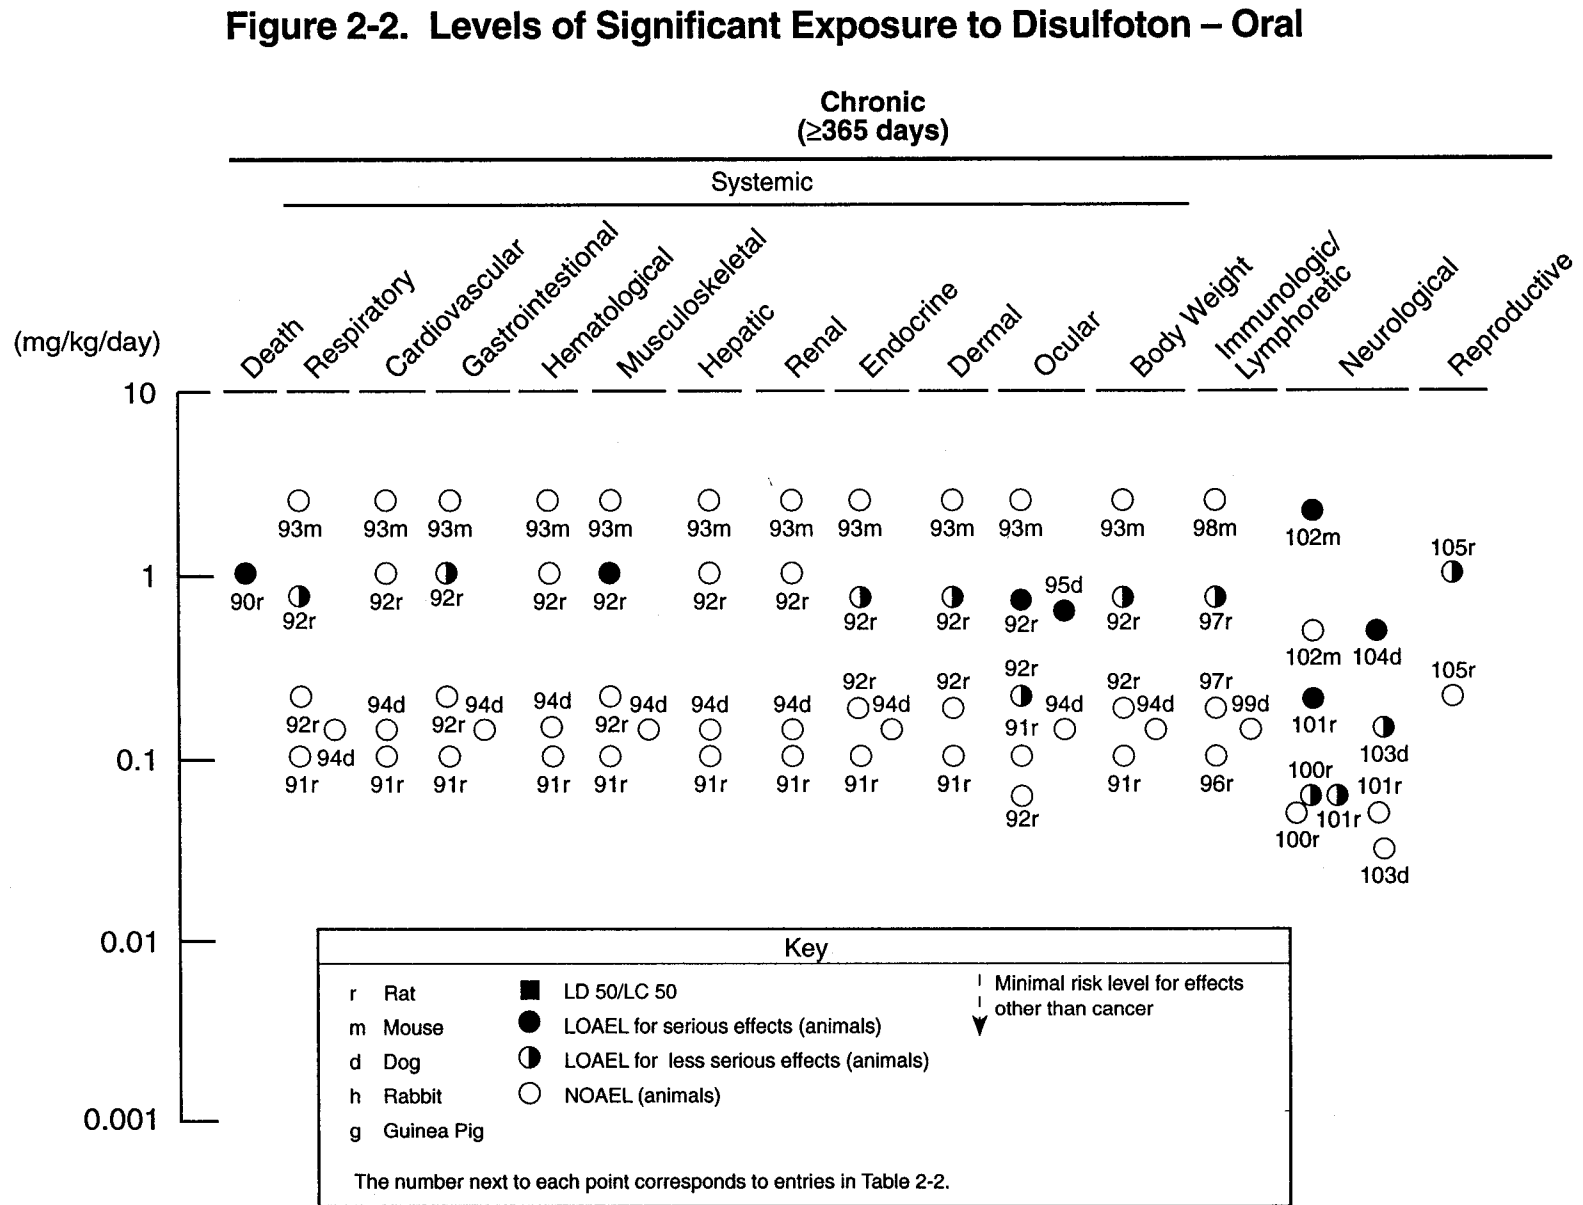 Figure 2-2. Levels of Significant Exposure to Disulfoton – Oral
Chronic
(≥365 days)
Systemic
(mg/kg/day)
Death
Respiratory
Cardiovascular
Gastrointestional
Hematological
Musculoskeletal
Hepatic
Renal
Endocrine
Dermal
Ocular
Body Weight
Immunologic/
Lymphoretic
Neurological
Reproductive
10
93m 93m 93m 93m 93m 93m 93m 93m 93m 93m 93m 98m 102m
105r
1
95d
90r 92r 92r 92r 92r 92r 92r 92r 92r 92r 92r 92r 97r
102m 104d
92r 92r 92r 92r 97r 105r
94d 94d 94d 94d 94d 94d 94d 94d 94d 99d
92r 92r 92r 91r 101r
103d
0.1
94d
100r 101r
91r 91r 91r 91r 91r 91r 91r 91r 91r 91r 96r
92r 101r
100r
103d
0.01
0.001
Key
r Rat
m Mouse
d Dog
h Rabbit
g Guinea Pig
LD 50/LC 50
LOAEL for serious effects (animals)
LOAEL for less serious effects (animals)
NOAEL (animals)
Minimal risk level for effects
other than cancer
The number next to each point corresponds to entries in Table 2-2.